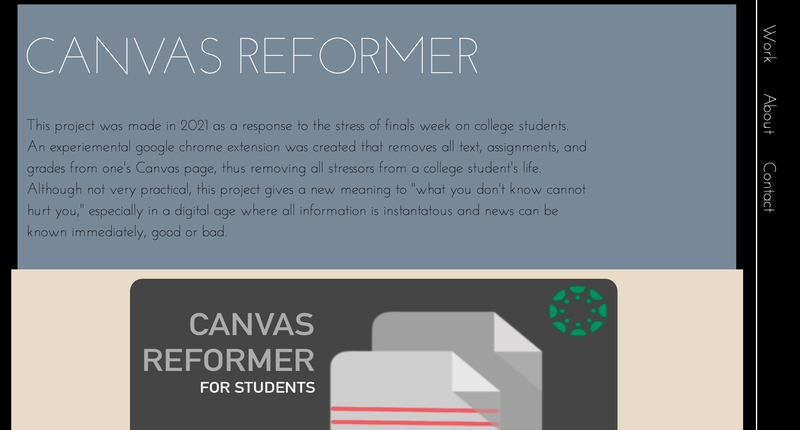 CANVAS REFORMER
This project was made in 2021 as a response to the stress of finals week on college students.
An experiemental google chrome extension was created that removes all text, assignments, and
grades from one's Canvas page, thus removing all stressors from a college student's life.
Although not very practical, this project gives a new meaning to "what you don't know cannot
hurt you," especially in a digital age where all information is instantatous and news can be
known immediately, good or bad.
CANVAS
REFORMER
FOR STUDENTS
Work
About
Contact